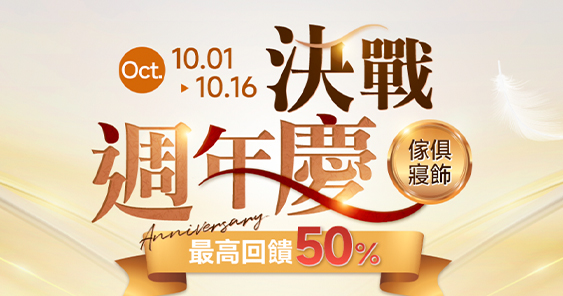 Oct.
10.01
▸10.16
決戰
週年慶
傢俱
寢飾
Anniversary
最高回饋50%